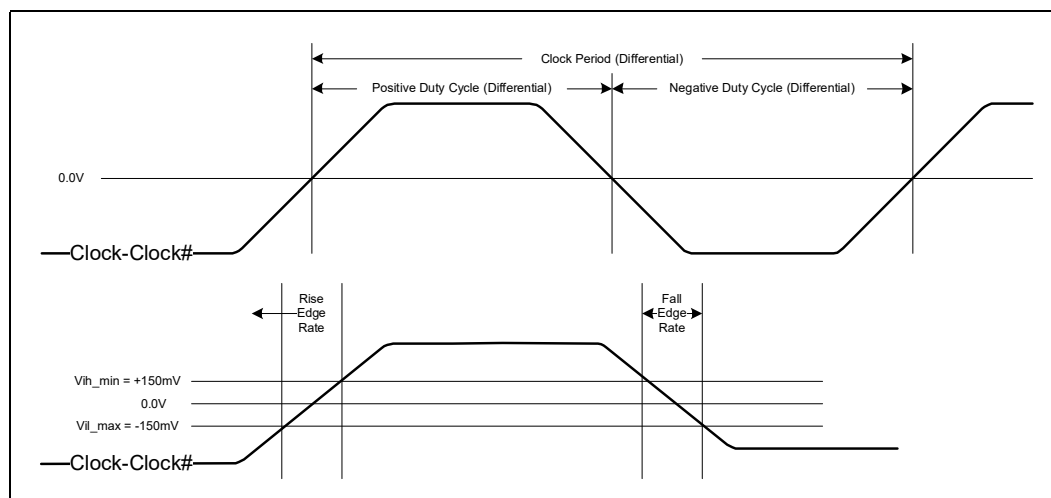 Clock Period (Differential)
Positive Duty Cycle (Differential)
Negative Duty Cycle (Differential)
0.0V
Clock-Clock#
Rise
Edge
Rate
Fall
Edge
Rate
Vih_min = +150mV
0.0V
Vil_max = -150mV
Clock-Clock#